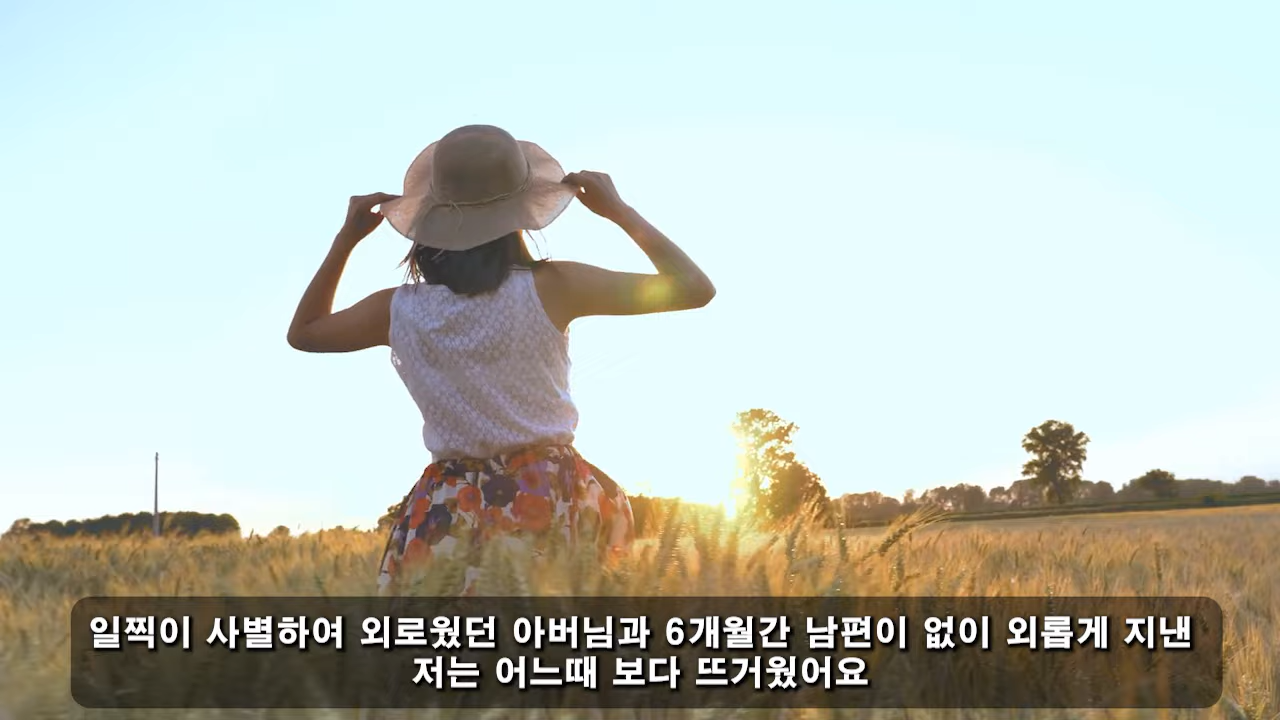 일찍이 사별하여 외로웠던 아버님과 6개월간 남편이 없이 외롭게 지낸
저는 어느때 보다 뜨거웠어요